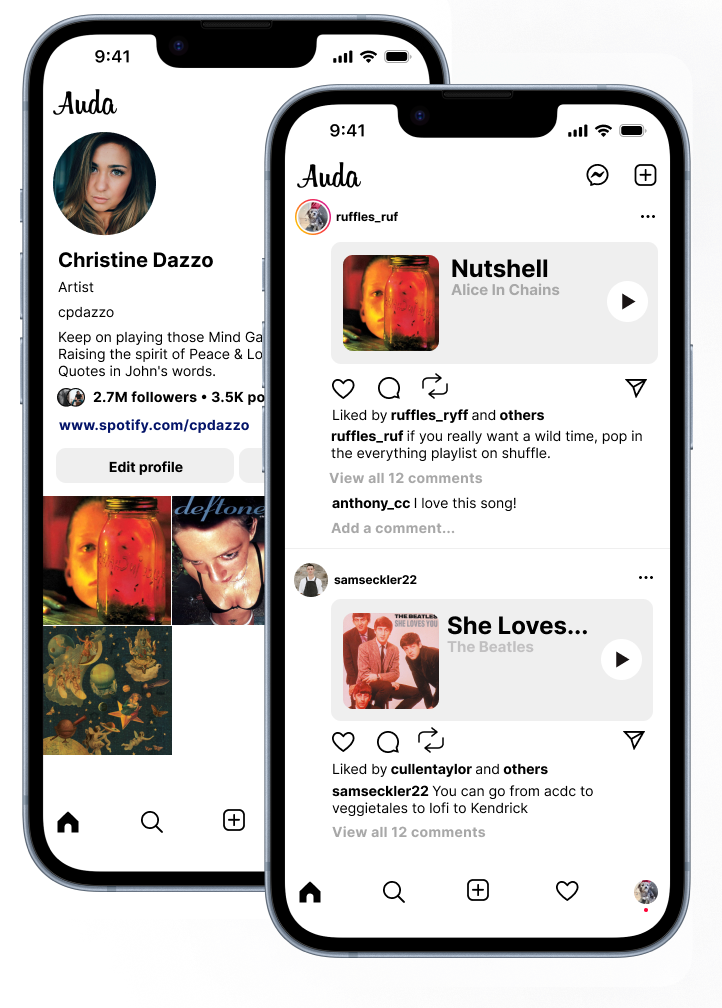 9:41
Auda
Christine Dazzo
Artist
cpdazzo
Keep on playing those Mind Ga
Raising the spirit of Peace & Lo
Quotes in John's words.
2.7M followers • 3.5K po
www.spotify.com/cpdazzo
Edit profile
deftone
9:41
Auda
ruffles_ruf
Nutshell
Alice In Chains
Liked by ruffles_ryff and others
ruffles_ruf if you really want a wild time, pop in
the everything playlist on shuffle.
View all 12 comments
anthony_cc I love this song!
Add a comment...
samseckler22
THE BEATLES
SHE LOVES YOU
She Loves...
The Beatles
Liked by cullentaylor and others
samseckler22 You can go from acdc to
veggietales to lofi to Kendrick
View all 12 comments